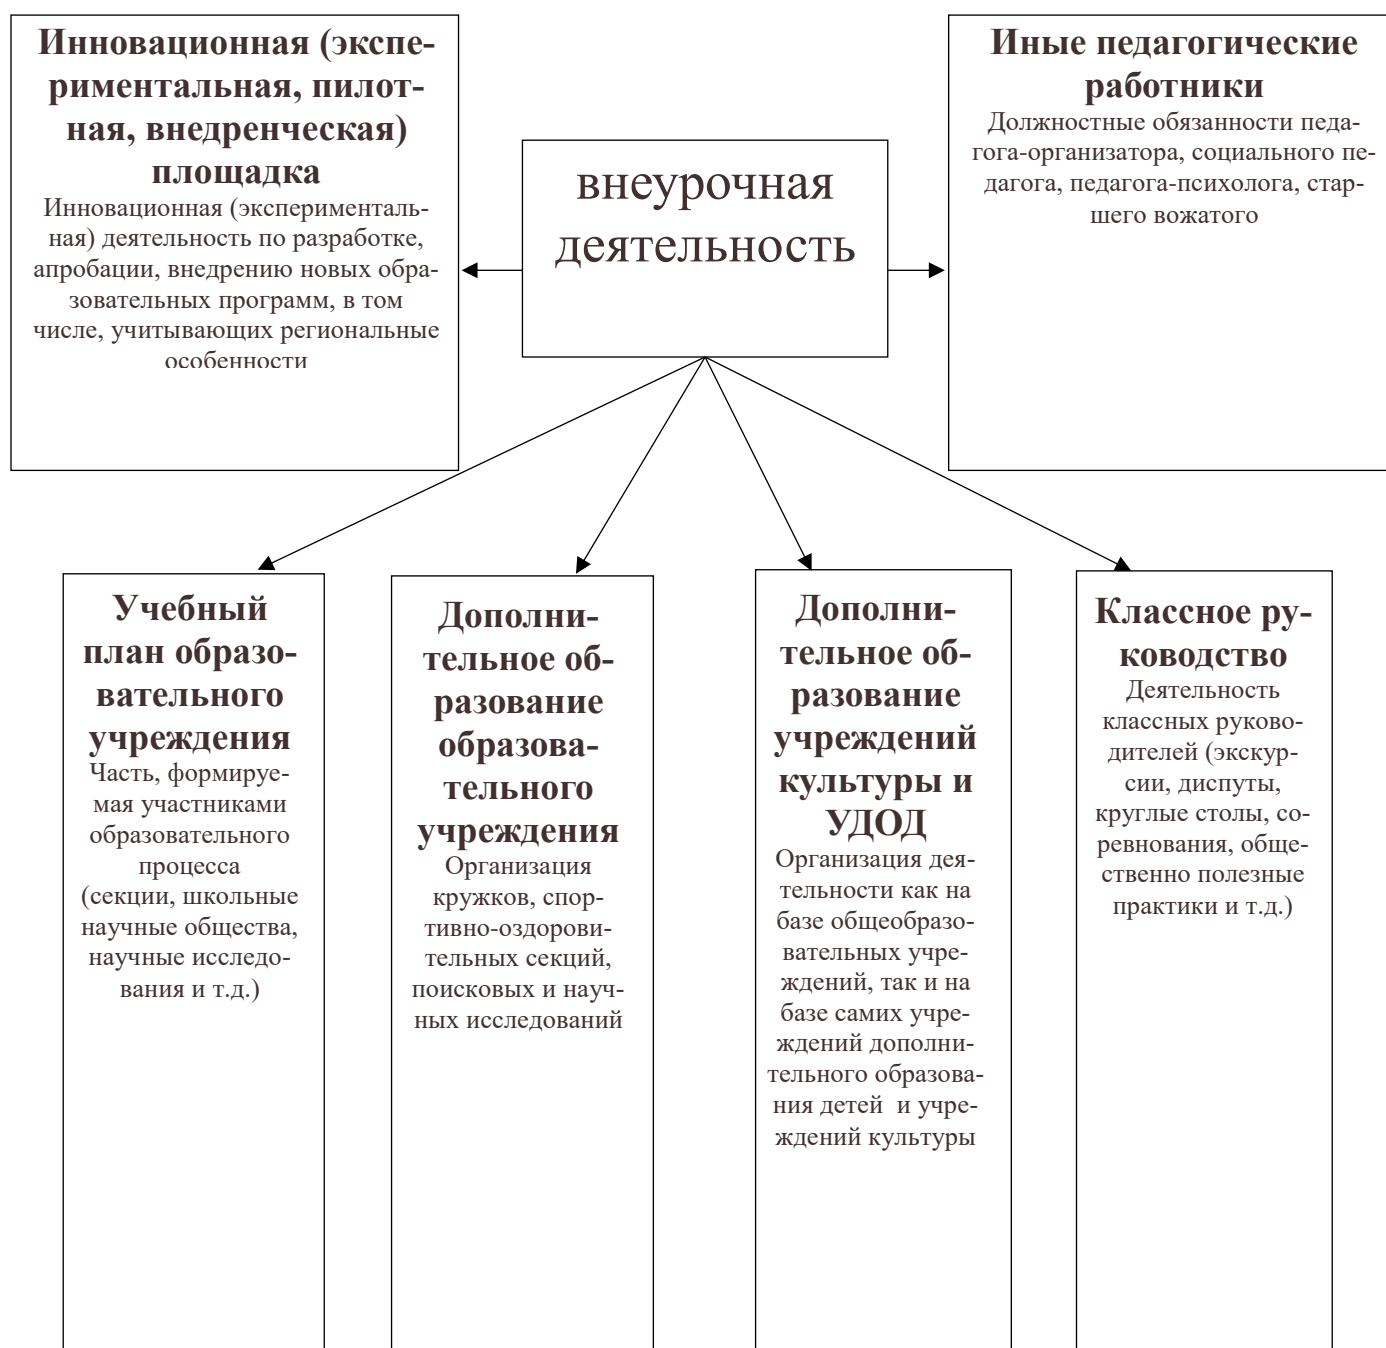 Инновационная (экспе-
риментальная, пилот-
ная, внедренческая)
площадка
Инновационная (эксперименталь-
ная) деятельность по разработке,
апробации, внедрению новых обра-
зовательных программ, в том
числе, учитывающих региональные
особенности
внеурочная
деятельность
Иные педагогические
работники
Должностные обязанности педа-
гога-организатора, социального пе-
дагога, педагога-психолога, стар-
шего вожатого
Учебный
план образо-
вательного
учреждения
Часть, формируе-
мая участниками
образовательного
процесса
(секции, школьные
научные общества,
научные исследо-
вания и т.д.)
Дополни-
тельное об-
разование
образова-
тельного
учреждения
Организация
кружков, спор-
тивно-оздорови-
тельных секций,
поисковых и науч-
ных исследований
Дополни-
тельное об-
разование
учреждений
культуры и
УДОД
Организация дея-
тельности как на
базе общеобразо-
вательных учре-
ждений, так и на
базе самих учре-
ждений дополни-
тельного образова-
ния детей  и учре-
ждений культуры
Классное ру-
ководство
Деятельность
классных руково-
дителей (экскур-
сии, диспуты,
круглые столы, со-
ревнования, обще-
ственно полезные
практики и т.д.)